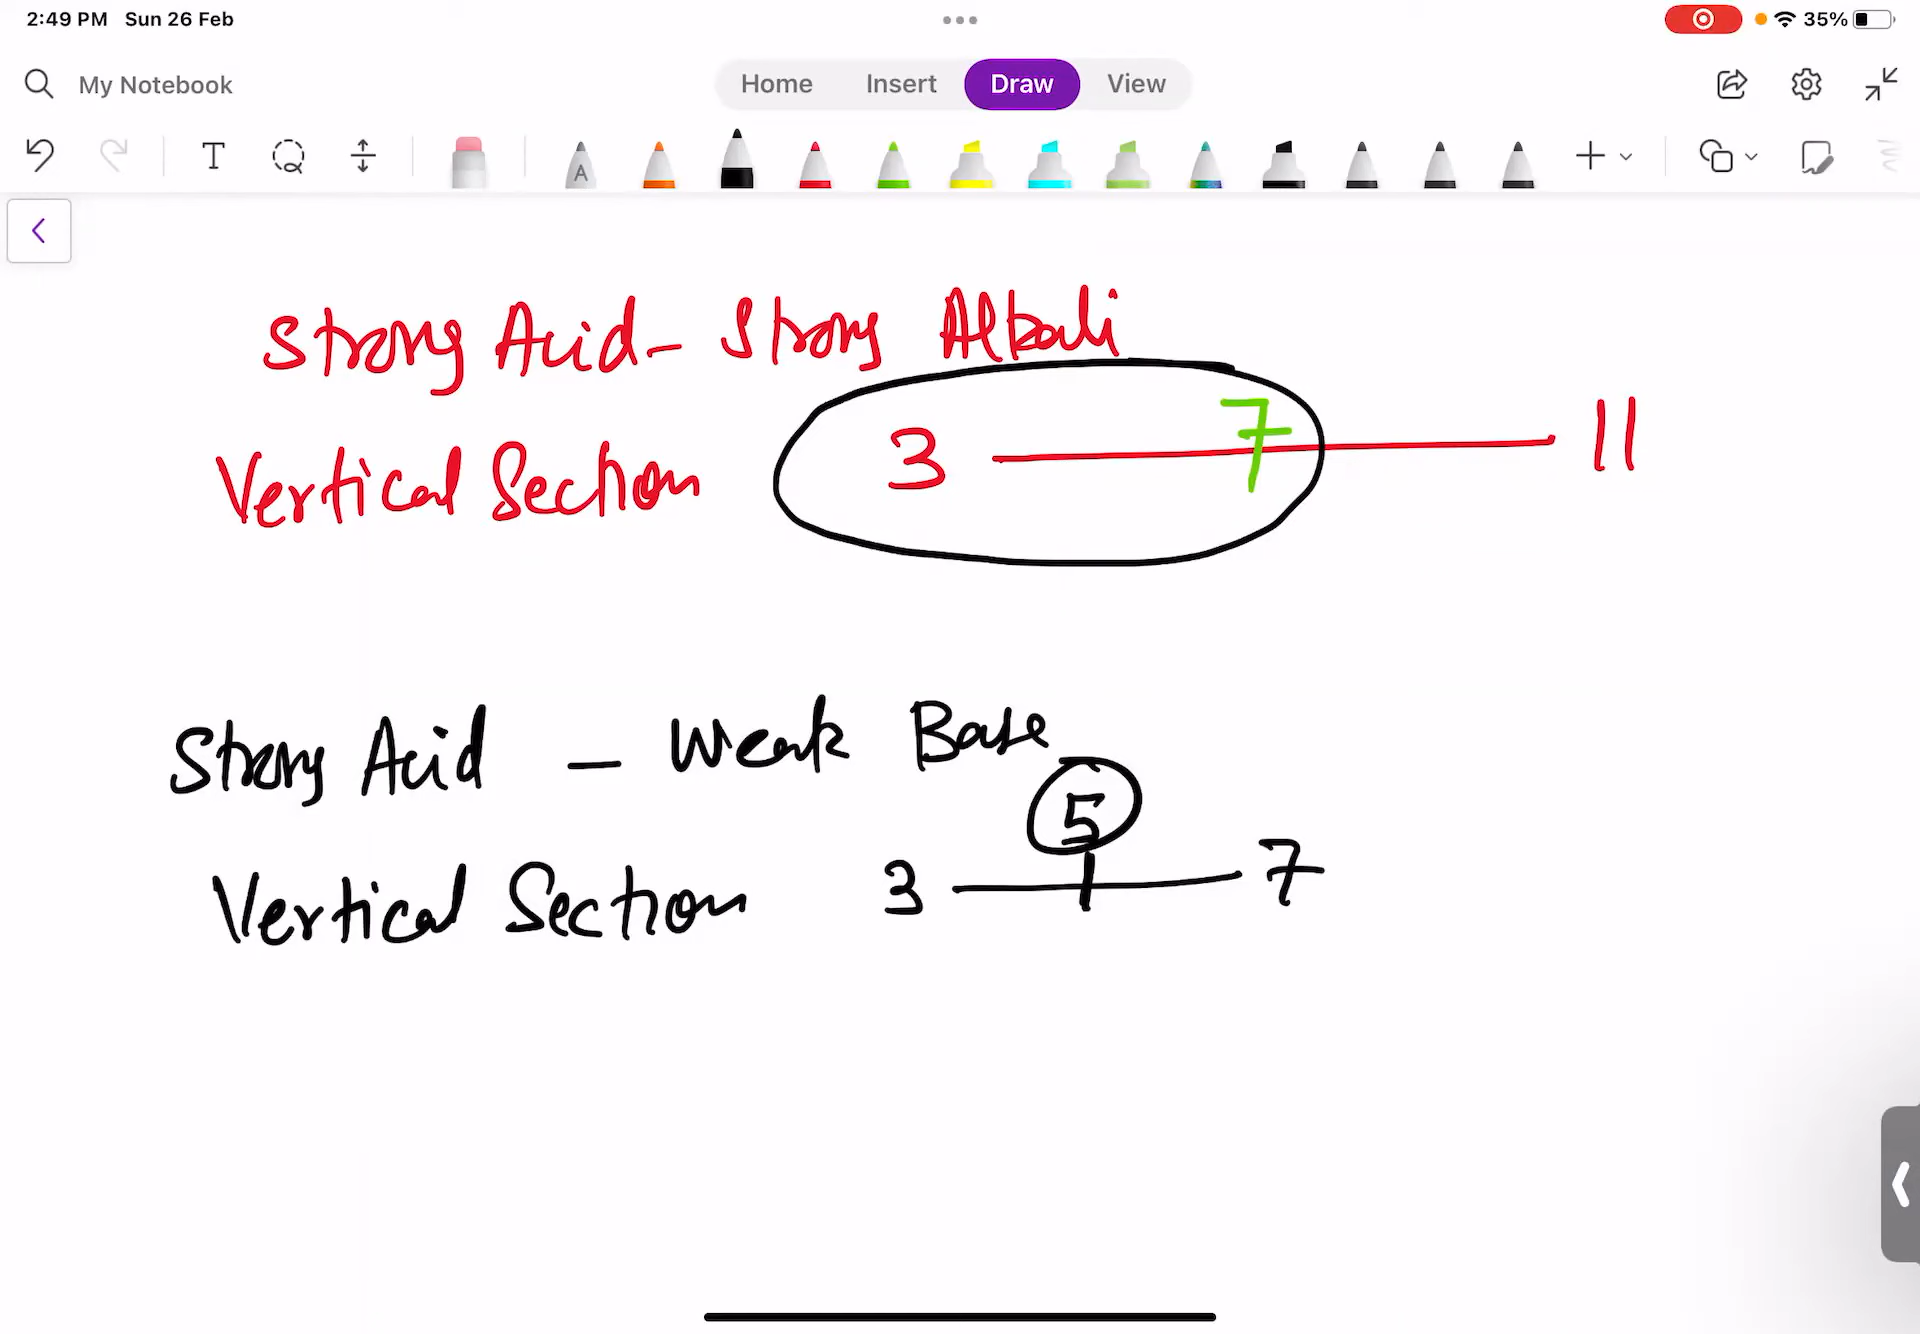 2:49 PM Sun 26 Feb
35%
My Notebook
Home Insert Draw View
T
A
Strong Acid - Strong Alkali
Vertical Section 3 7 11
Strong Acid - Weak Base
5
Vertical Section 3 7